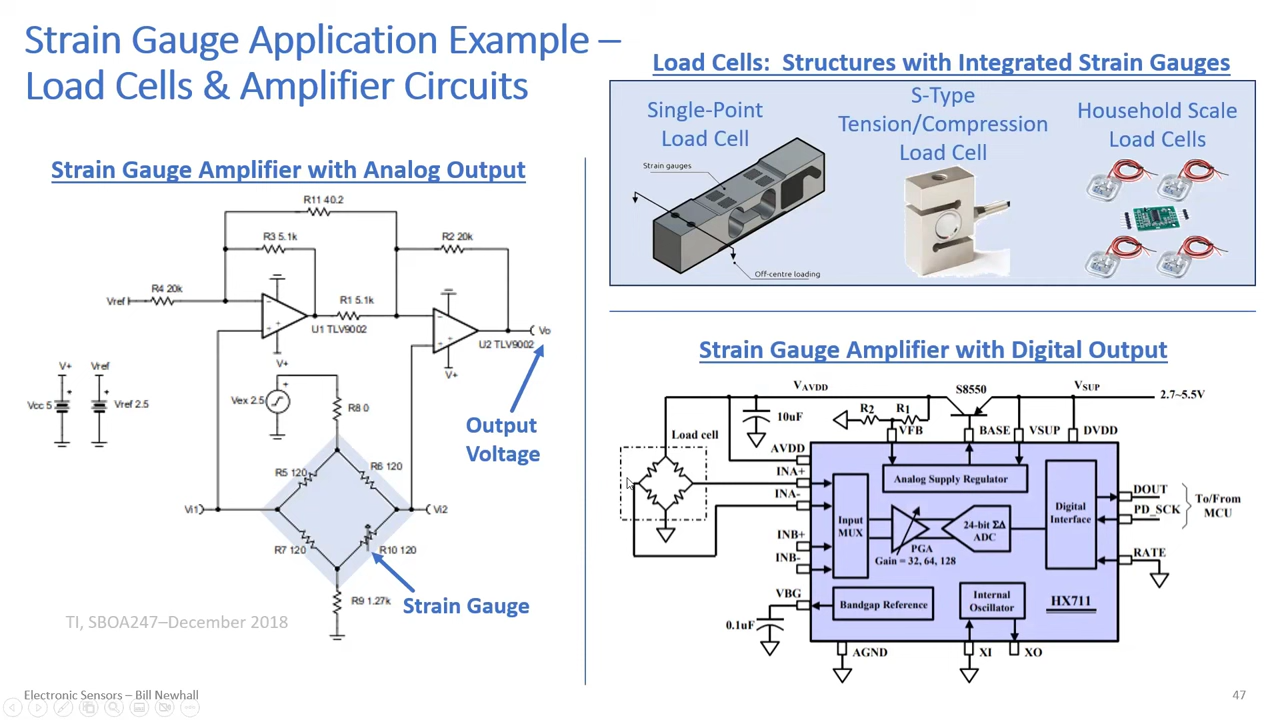 Strain Gauge Application Example –
Load Cells & Amplifier Circuits
Strain Gauge Amplifier with Analog Output
R11 40.2
R3 5.1k
R2 20k
R4 20k
Vref
R1 5.1k
U1 TLV9002
Vo
U2 TLV9002
V+
V+
V+
Vref
Vcc 5
Vref 2.5
Vex 2.5
R8 0
Output
Voltage
R5 120
R6 120
Vi1
Vi2
R7 120
R10 120
R9 1.27k
Strain Gauge
TI, SBOA247–December 2018
Load Cells:  Structures with Integrated Strain Gauges
Single-Point
Load Cell
Strain gauges
Off-centre loading
S-Type
Tension/Compression
Load Cell
Household Scale
Load Cells
Strain Gauge Amplifier with Digital Output
VAVDD
S8550
VSUP
2.7~5.5V
10uF
R2
R1
Load cell
VFB
BASE
VSUP
DVDD
AVDD
INA+
INA-
INB+
INB-
VBG
0.1uF
Analog Supply Regulator
Input
MUX
PGA
Gain = 32, 64, 128
24-bit ΣΔ
ADC
Digital
Interface
DOUT
PD_SCK
To/From
MCU
RATE
Bandgap Reference
Internal
Oscillator
HX711
AGND
XI
XO
Electronic Sensors – Bill Newhall
47